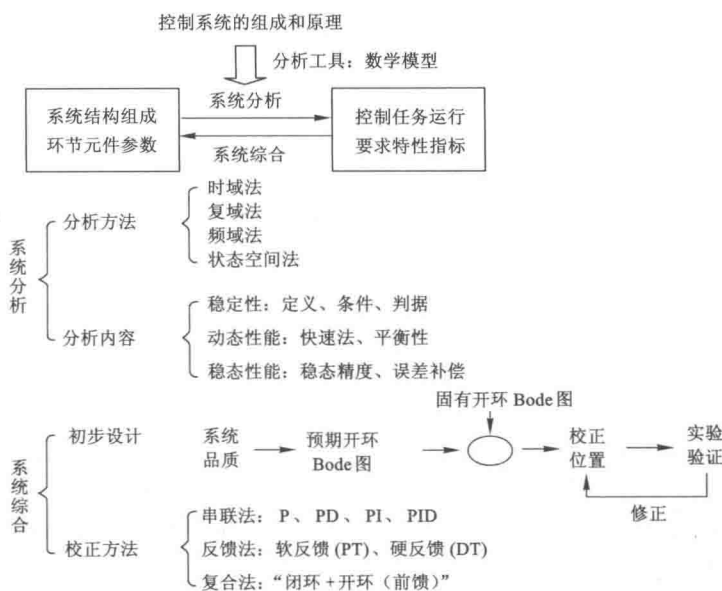 控制系统的组成和原理
分析工具：数学模型
系统结构组成
环节元件参数
系统分析
系统综合
控制任务运行
要求特性指标
系统分析
分析方法
时域法
复域法
频域法
状态空间法
分析内容
稳定性：定义、条件、判据
动态性能：快速法、平衡性
稳态性能：稳态精度、误差补偿
系统综合
初步设计
系统
品质
预期开环
Bode图
固有开环 Bode图
校正
位置
实验
验证
修正
校正方法
串联法：P、PD、PI、PID
反馈法：软反馈(PT)、硬反馈(DT)
复合法：“闭环+开环（前馈）”